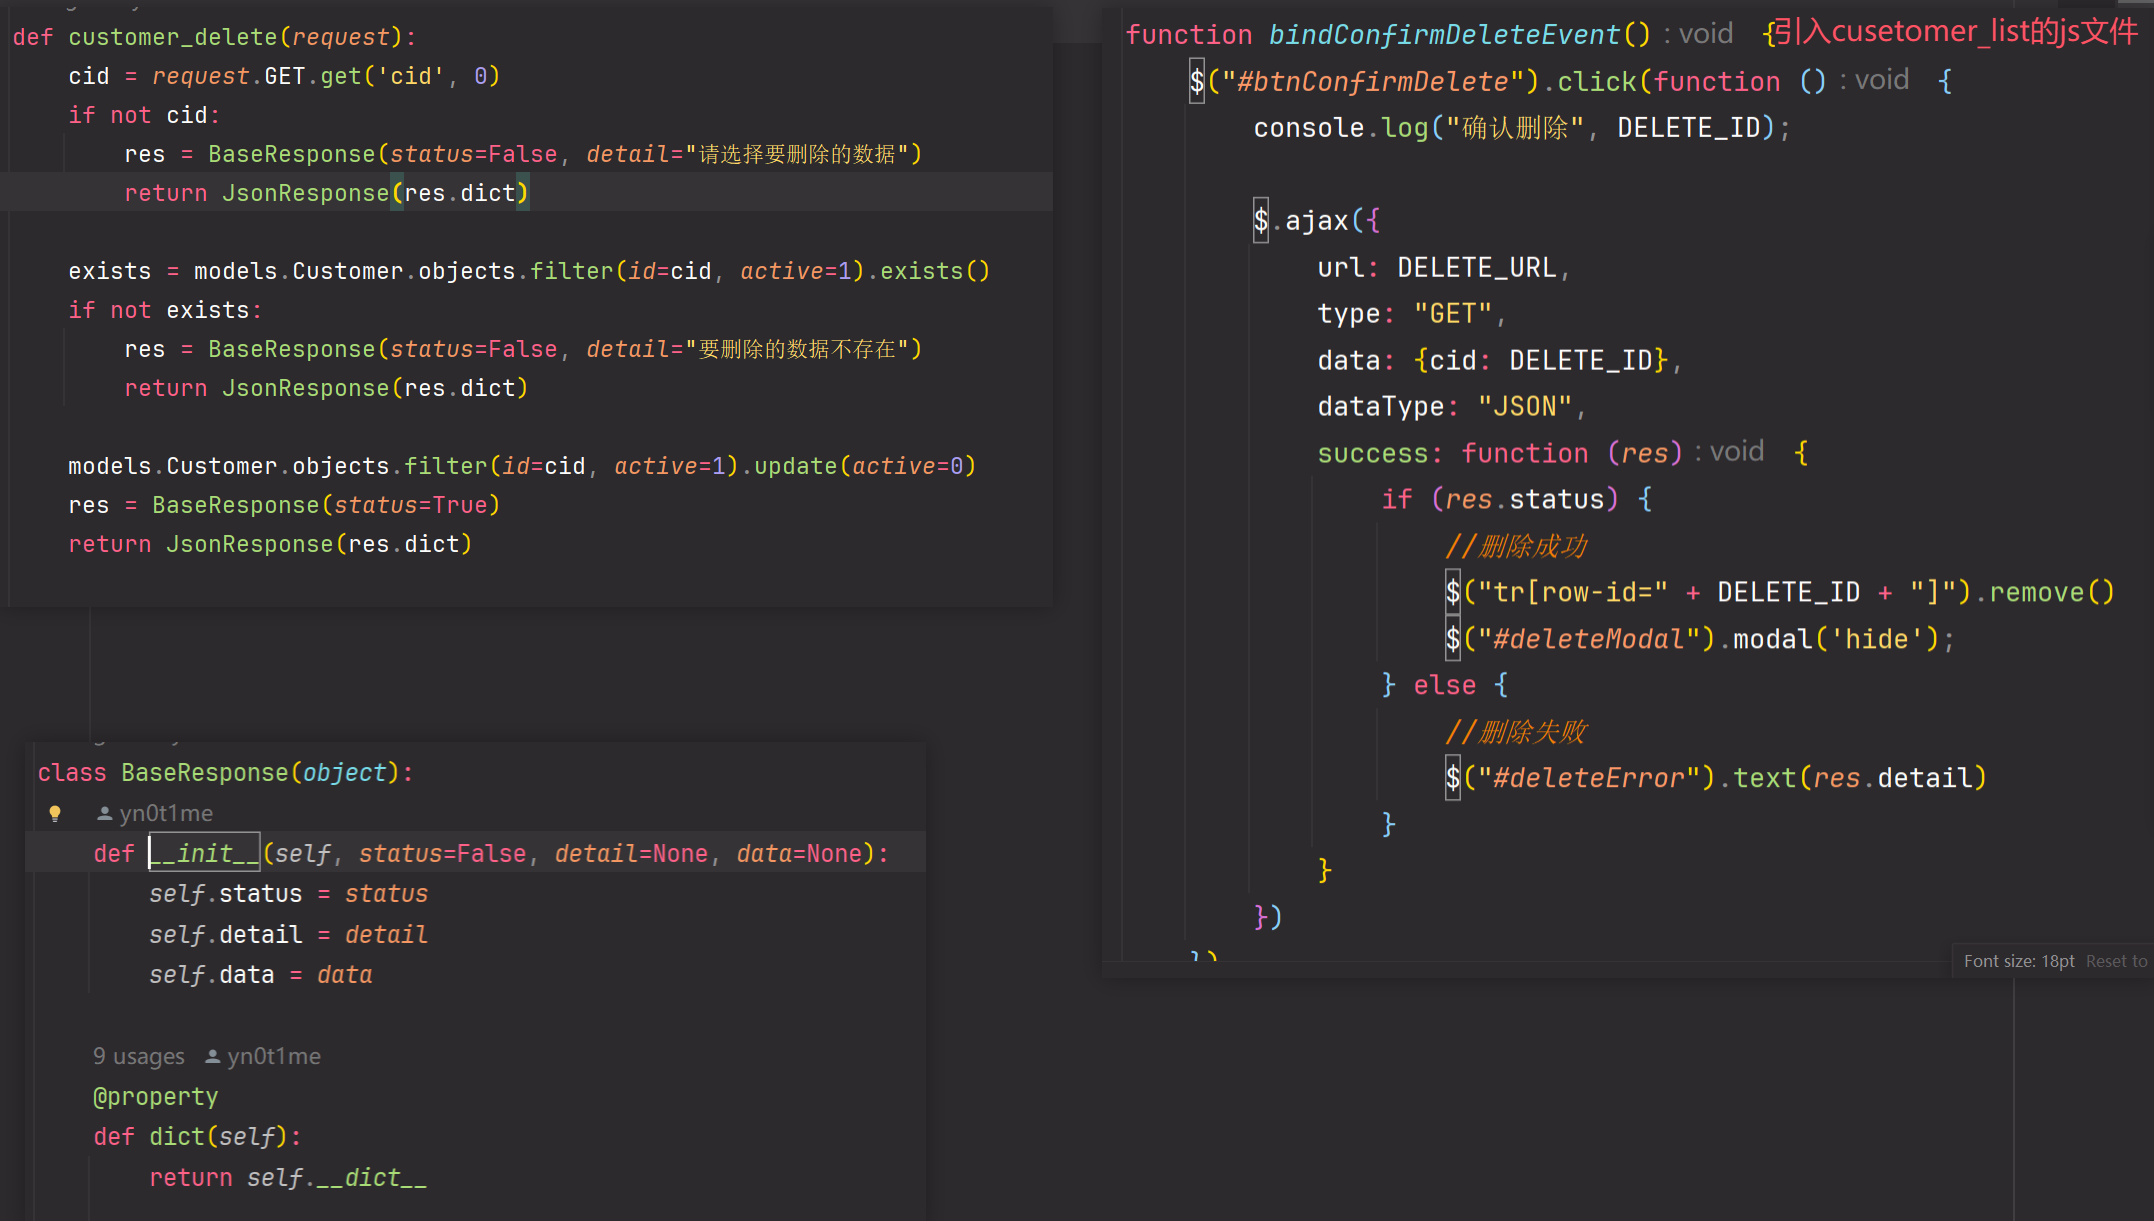 def customer_delete(request):
    cid = request.GET.get('cid', 0)
    if not cid:
        res = BaseResponse(status=False, detail="请选择要删除的数据")
        return JsonResponse(res.dict)
    exists = models.Customer.objects.filter(id=cid, active=1).exists()
    if not exists:
        res = BaseResponse(status=False, detail="要删除的数据不存在")
        return JsonResponse(res.dict)
    models.Customer.objects.filter(id=cid, active=1).update(active=0)
    res = BaseResponse(status=True)
    return JsonResponse(res.dict)
class BaseResponse(object):
    yn0t1me
    def __init__(self, status=False, detail=None, data=None):
        self.status = status
        self.detail = detail
        self.data = data
    9 usages yn0t1me
    @property
    def dict(self):
        return self.__dict__
function bindConfirmDeleteEvent() : void {引入cusetomer_list的js文件
    $("#btnConfirmDelete").click(function () : void {
        console.log("确认删除", DELETE_ID);
        $.ajax({
            url: DELETE_URL,
            type: "GET",
            data: {cid: DELETE_ID},
            dataType: "JSON",
            success: function (res) : void {
                if (res.status) {
                    //删除成功
                    $("tr[row-id=" + DELETE_ID + "]").remove()
                    $("#deleteModal").modal('hide');
                } else {
                    //删除失败
                    $("#deleteError").text(res.detail)
                }
            }
        })
    })
Font size: 18pt Reset to